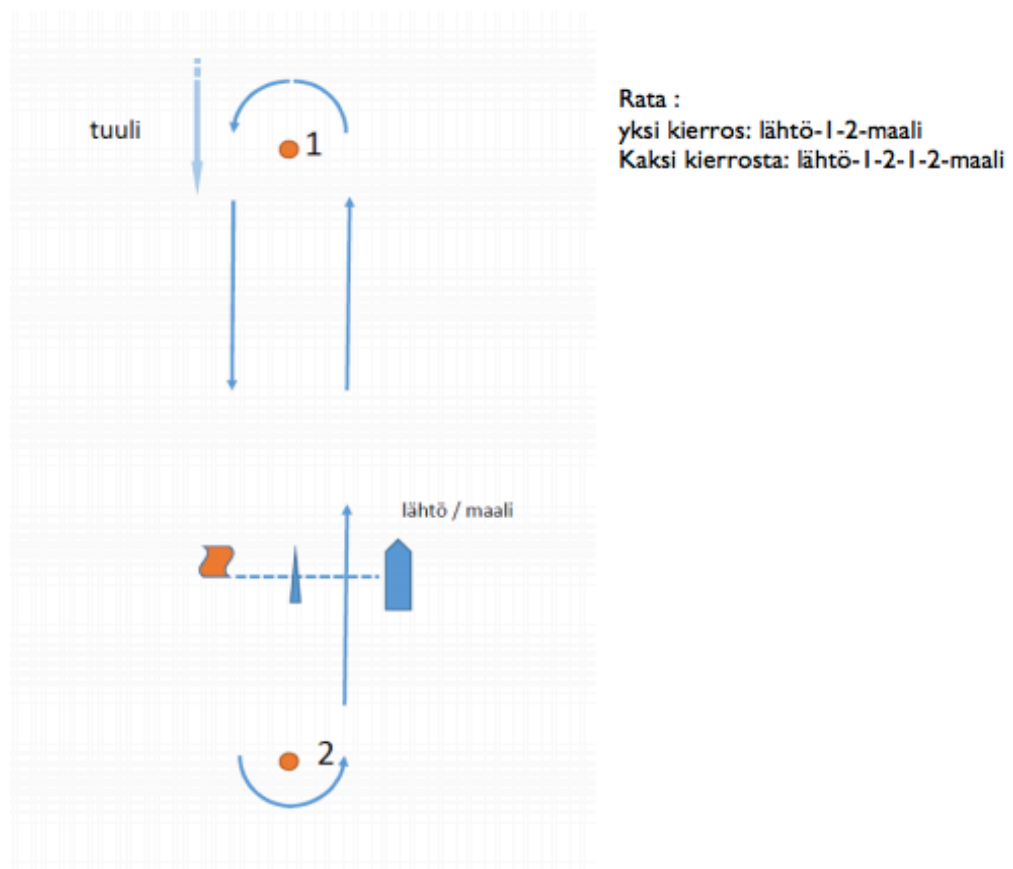 tuuli
1
Rata :
yksi kierros: lähtö-1-2-maali
Kaksi kierrosta: lähtö-1-2-1-2-maali
lähtö / maali
2